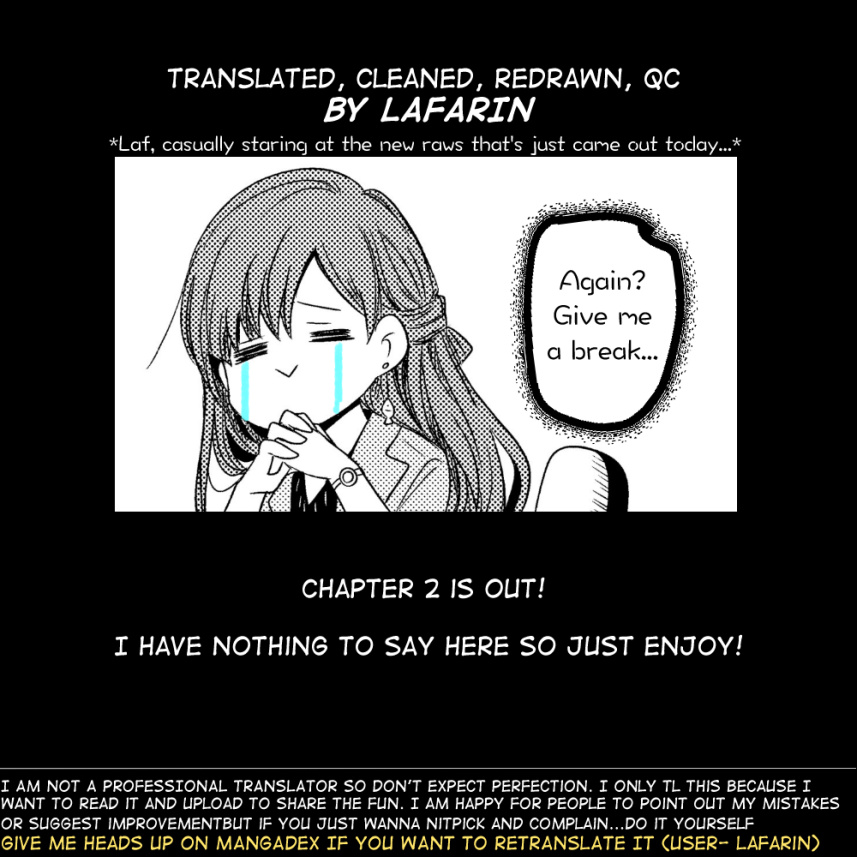 TRANSLATED, CLEANED, REDRAWN, QC
BY LAFARIN
*Laf, casually staring at the new raws that's just came out today...*
Again?
Give me
a break...
CHAPTER 2 IS OUT!
I HAVE NOTHING TO SAY HERE SO JUST ENJOY!
I AM NOT A PROFESSIONAL TRANSLATOR SO DON'T EXPECT PERFECTION. I ONLY TL THIS BECAUSE I
WANT TO READ IT AND UPLOAD TO SHARE THE FUN. I AM HAPPY FOR PEOPLE TO POINT OUT MY MISTAKES
OR SUGGEST IMPROVEMENTBUT IF YOU JUST WANNA NITPICK AND COMPLAIN...DO IT YOURSELF
GIVE ME HEADS UP ON MANGADEX IF YOU WANT TO RETRANSLATE IT (USER- LAFARIN)